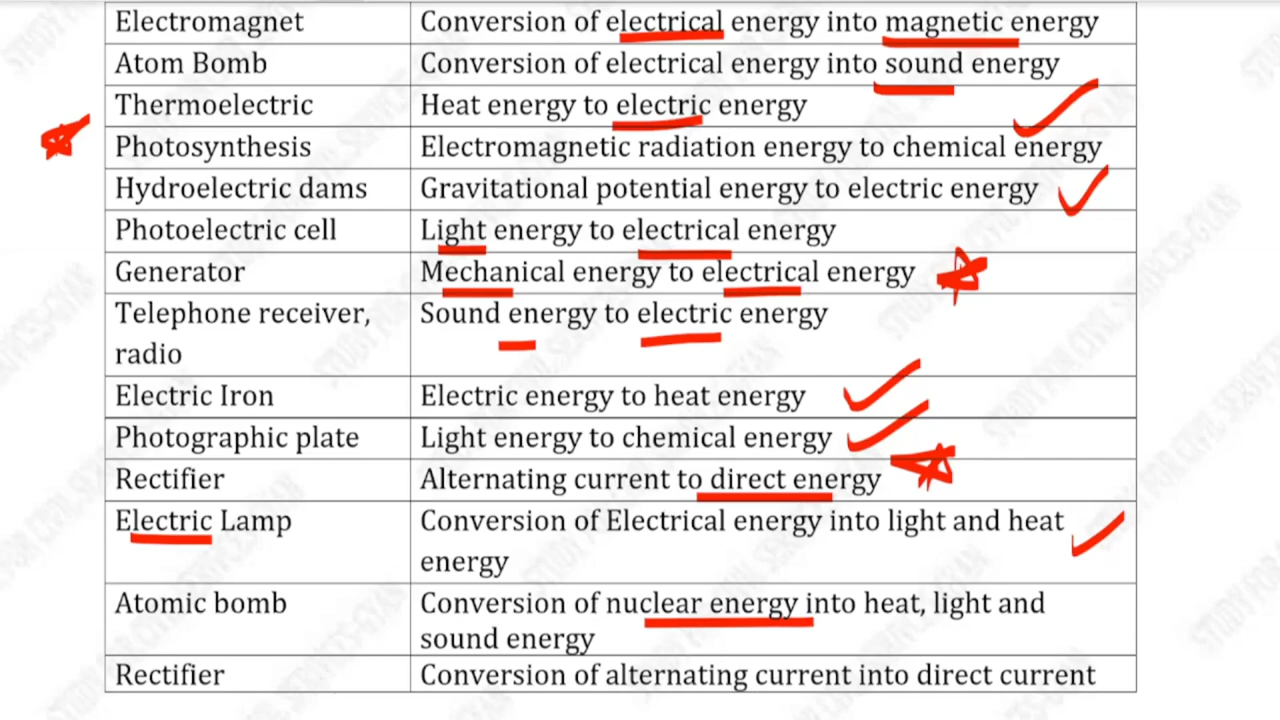 Electromagnet Conversion of electrical energy into magnetic energy
Atom Bomb Conversion of electrical energy into sound energy
Thermoelectric Heat energy to electric energy
Photosynthesis Electromagnetic radiation energy to chemical energy
Hydroelectric dams Gravitational potential energy to electric energy
Photoelectric cell Light energy to electrical energy
Generator Mechanical energy to electrical energy
Telephone receiver, Sound energy to electric energy
radio
Electric Iron Electric energy to heat energy
Photographic plate Light energy to chemical energy
Rectifier Alternating current to direct energy
Electric Lamp Conversion of Electrical energy into light and heat
energy
Atomic bomb Conversion of nuclear energy into heat, light and
sound energy
Rectifier Conversion of alternating current into direct current